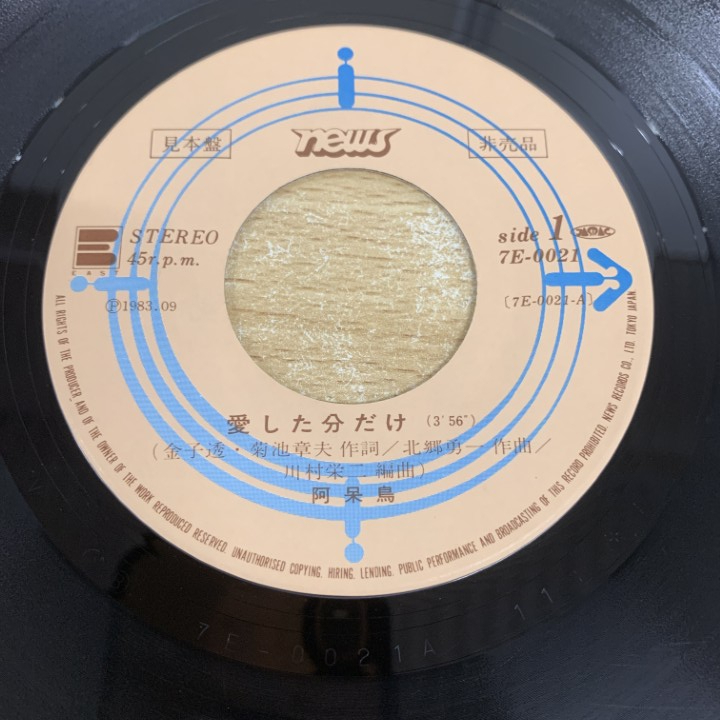 見本盤
news
非売品
E
EAST
STEREO
45r.p.m.
side 1
7E-0021
Ⓟ1983.09
〔7E-0021-A〕
愛した分だけ (3′56″)
(金子透・菊池章夫 作詞/北郷勇一 作曲/
川村栄二 編曲)
阿呆鳥
ALL RIGHTS OF THE PRODUCER AND OF THE OWNER OF THE WORK REPRODUCED RESERVED. UNAUTHORISED COPYING, HIRING, LENDING, PUBLIC PERFORMANCE AND BROADCASTING OF THIS RECORD PROHIBITED. NEWS RECORDS CO., LTD. TOKYO JAPAN
7E-0021A 11